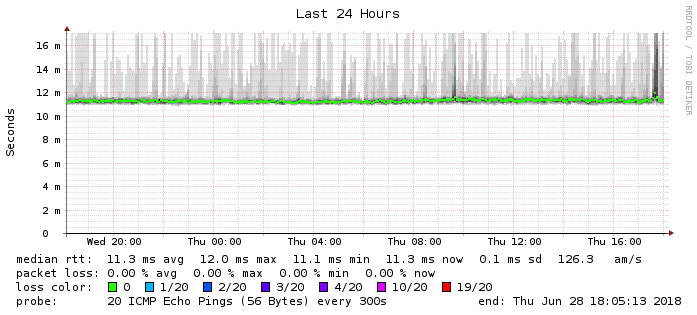 Last 24 Hours
RRDTOOL / TOBI OETIKER
Seconds
16 m
14 m
12 m
10 m
8 m
6 m
4 m
2 m
0
Wed 20:00 Thu 00:00 Thu 04:00 Thu 08:00 Thu 12:00 Thu 16:00
median rtt: 11.3 ms avg 12.0 ms max 11.1 ms min 11.3 ms now 0.1 ms sd 126.3 am/s
packet loss: 0.00 % avg 0.00 % max 0.00 % min 0.00 % now
loss color: 0 1/20 2/20 3/20 4/20 10/20 19/20
probe: 20 ICMP Echo Pings (56 Bytes) every 300s end: Thu Jun 28 18:05:13 2018